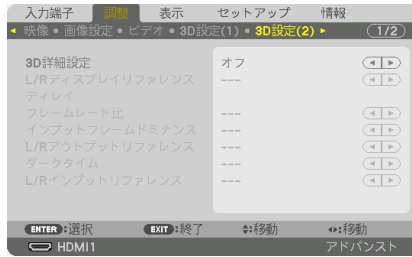 入力端子 調整 表示 セットアップ 情報
映像 • 画像設定 • ビデオ • 3D設定(1) • 3D設定(2) 1/2
3D詳細設定 オフ
L/Rディスプレイリファレンス ---
ディレイ
フレームレート比 ---
インプットフレームドミナンス ---
L/Rアウトプットリファレンス ---
ダークタイム ---
L/Rインプットリファレンス ---
ENTER:選択 EXIT:終了 :移動 :移動
HDMI1 アドバンスト